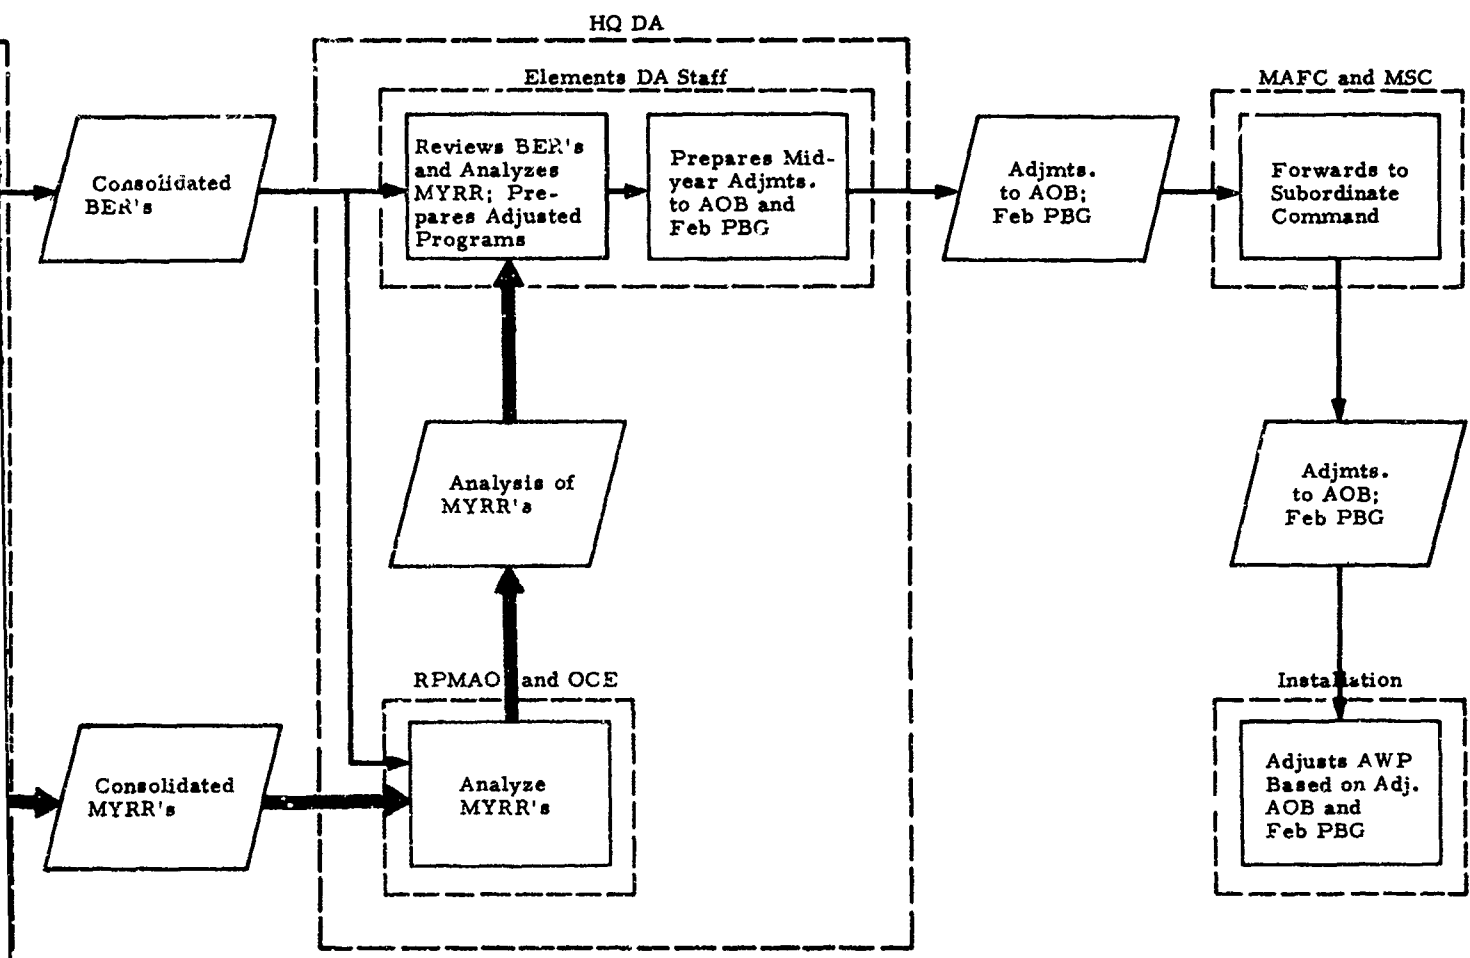 HQ DA
Elements DA Staff
MAFC and MSC
Consolidated
BER's
Reviews BER's
and Analyzes
MYRR; Pre-
pares Adjusted
Programs
Prepares Mid-
year Adjmts.
to AOB and
Feb PBG
Adjmts.
to AOB;
Feb PBG
Forwards to
Subordinate
Command
Analysis of
MYRR's
Adjmts.
to AOB;
Feb PBG
RPMAO and OCE
Installation
Consolidated
MYRR's
Analyze
MYRR's
Adjusts AWP
Based on Adj.
AOB and
Feb PBG